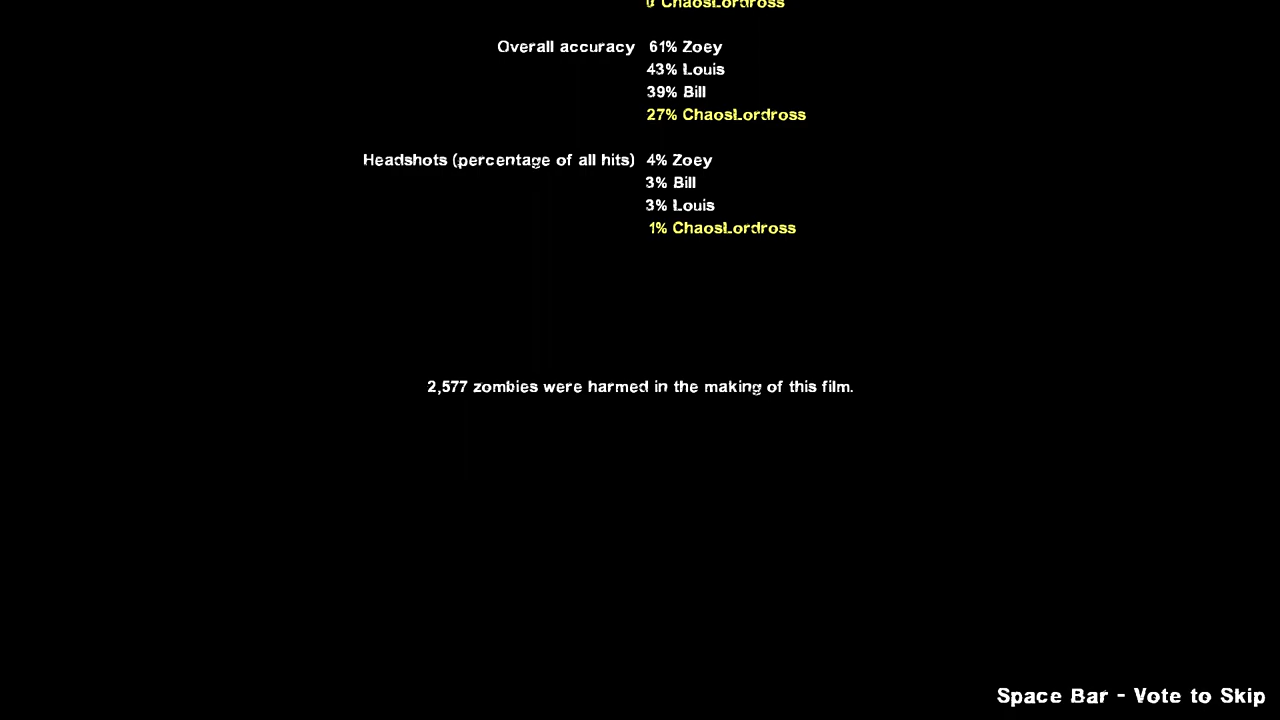 0 ChaosLordross
Overall accuracy 61% Zoey
43% Louis
39% Bill
27% ChaosLordross
Headshots (percentage of all hits) 4% Zoey
3% Bill
3% Louis
1% ChaosLordross
2,577 zombies were harmed in the making of this film.
Space Bar - Vote to Skip